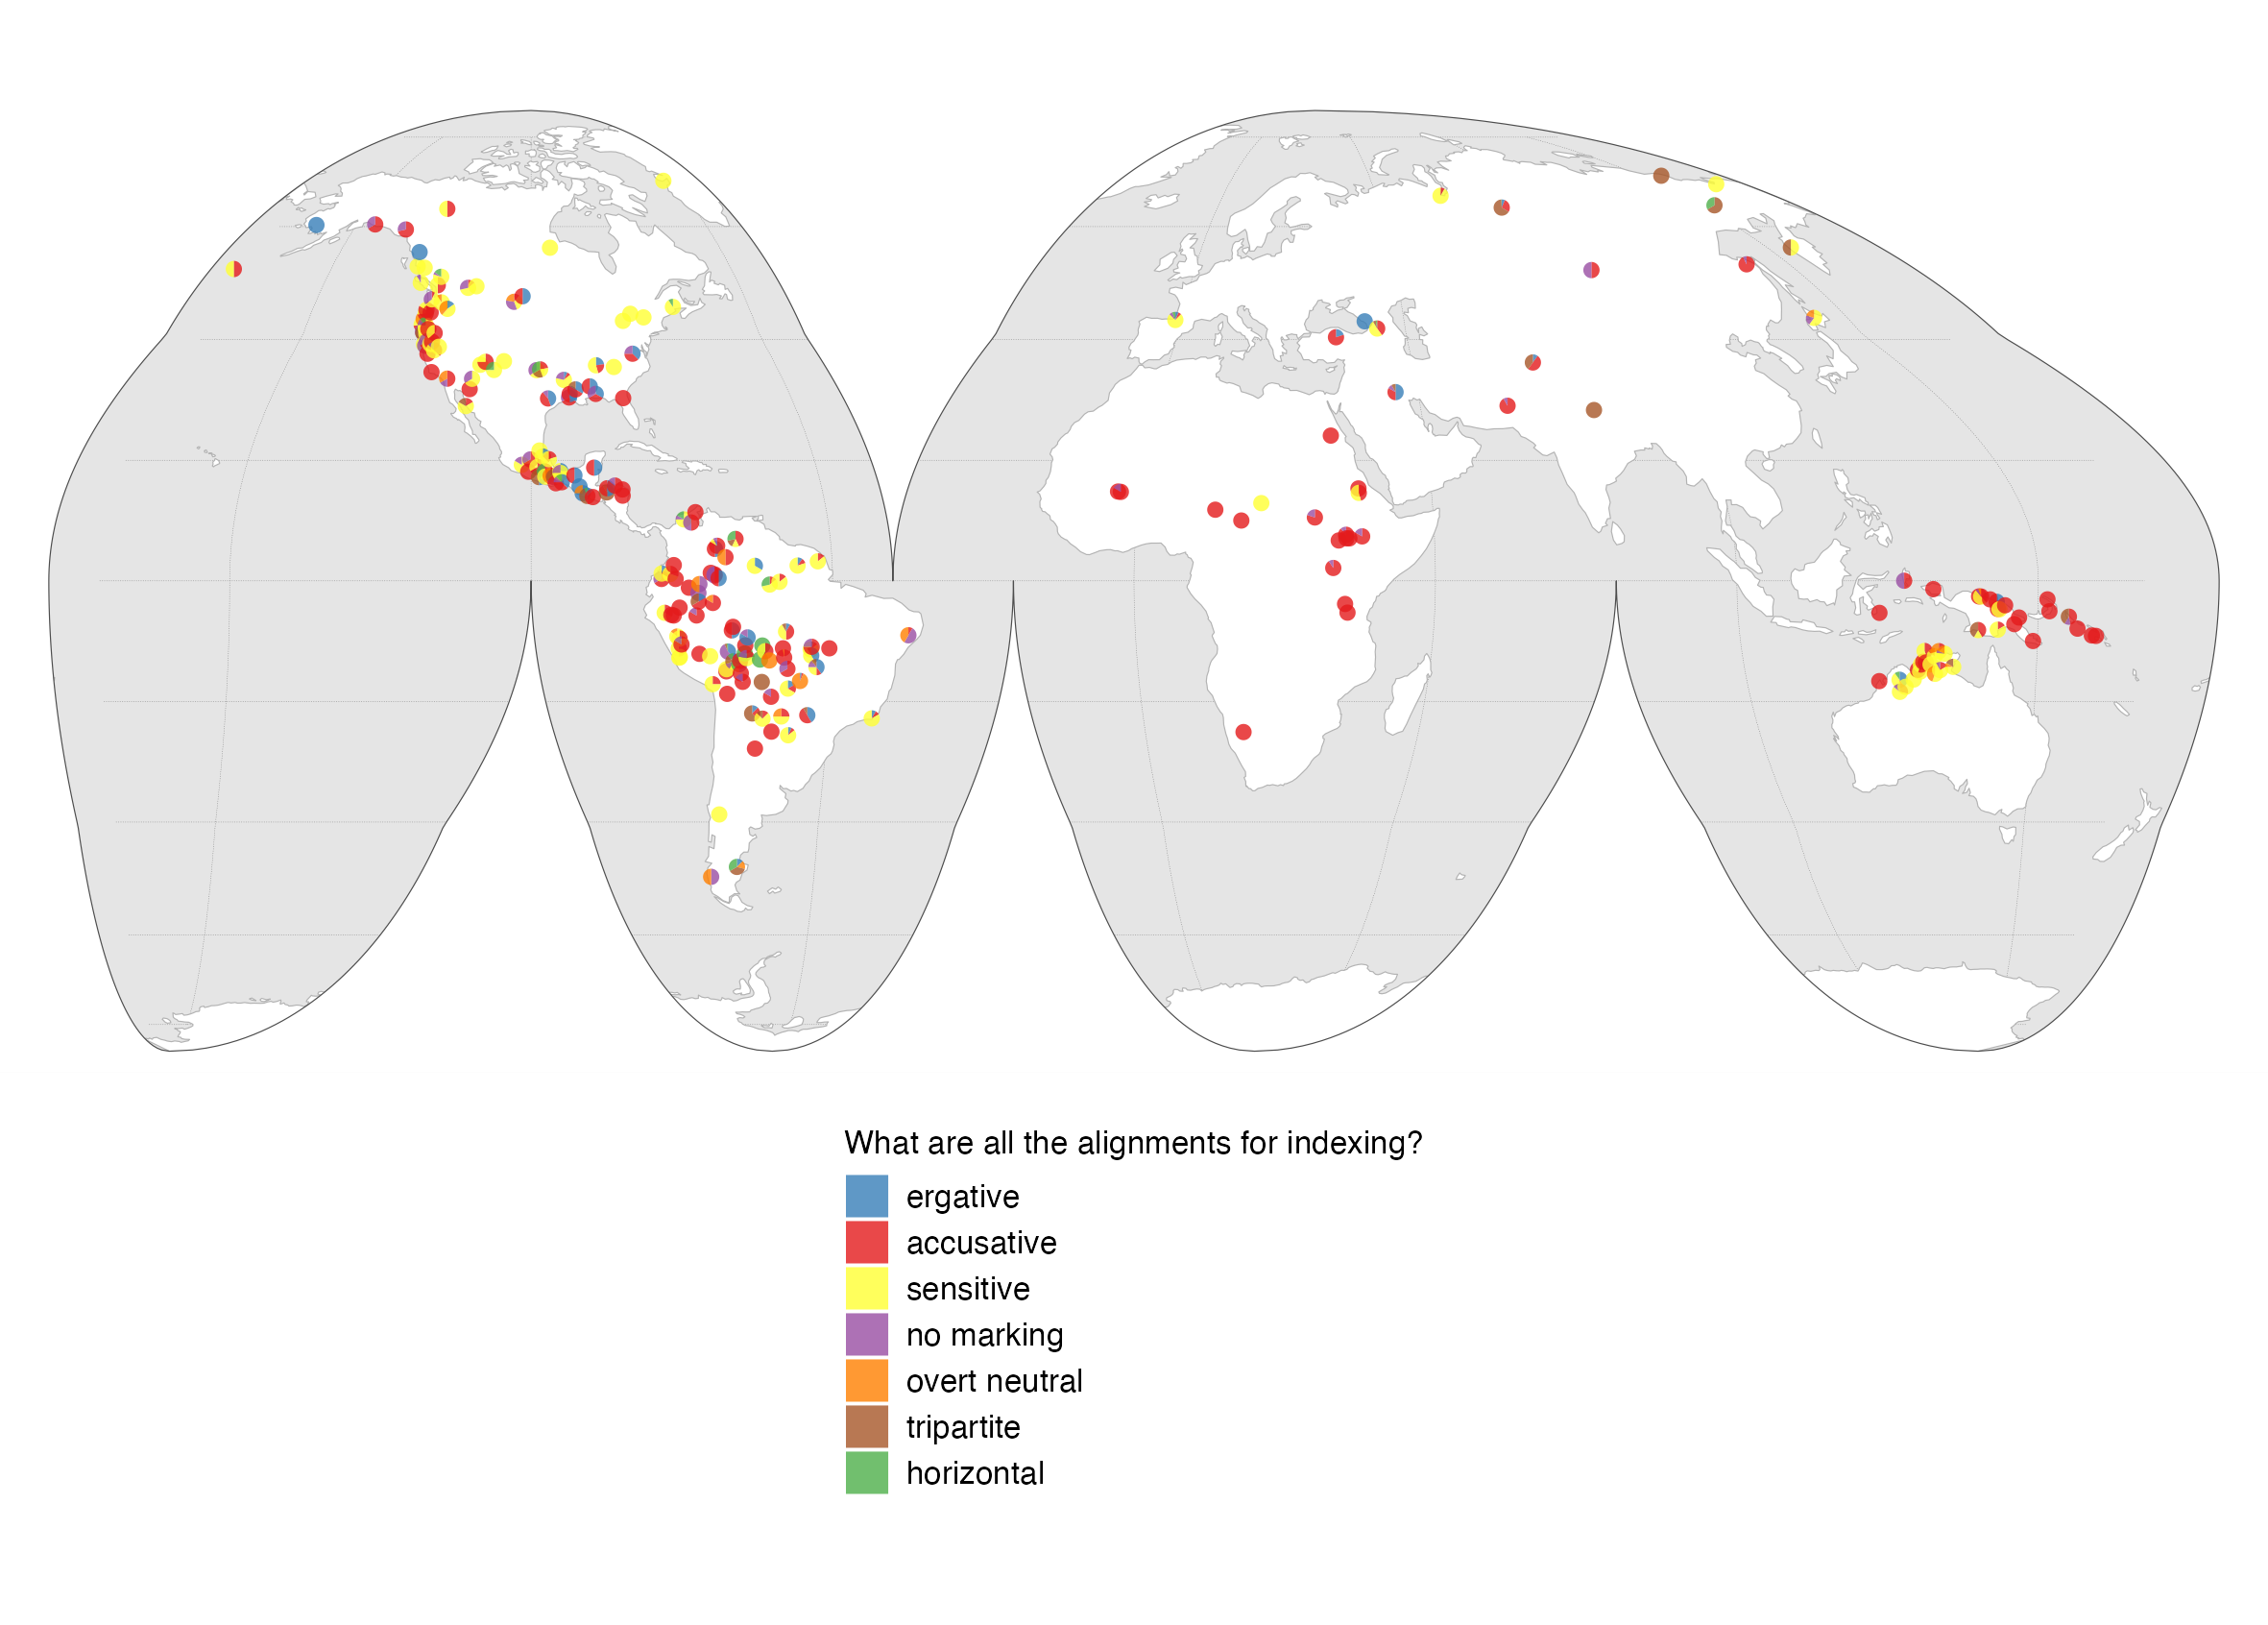 What are all the alignments for indexing?
ergative
accusative
sensitive
no marking
overt neutral
tripartite
horizontal